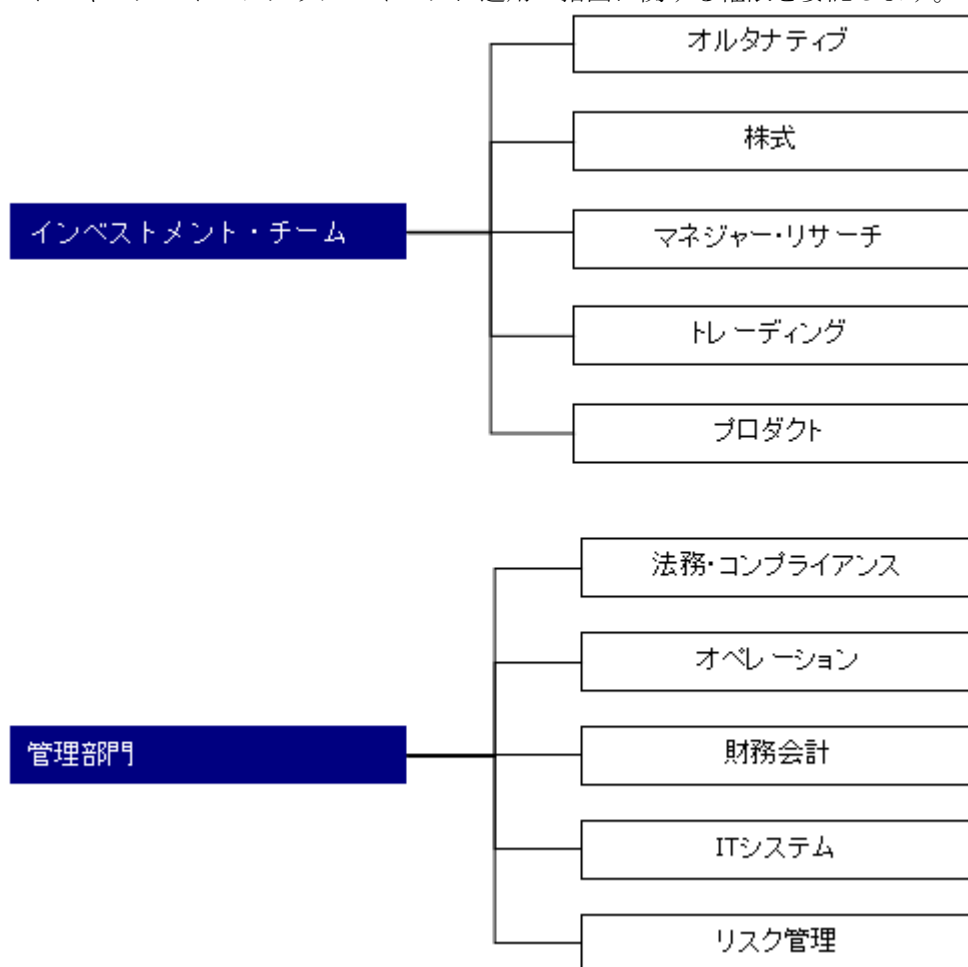 オルタナティブ
株式
インベストメント・チーム
マネジャー・リサーチ
トレーディング
プロダクト
法務・コンプライアンス
オペレーション
管理部門
財務会計
ITシステム
リスク管理